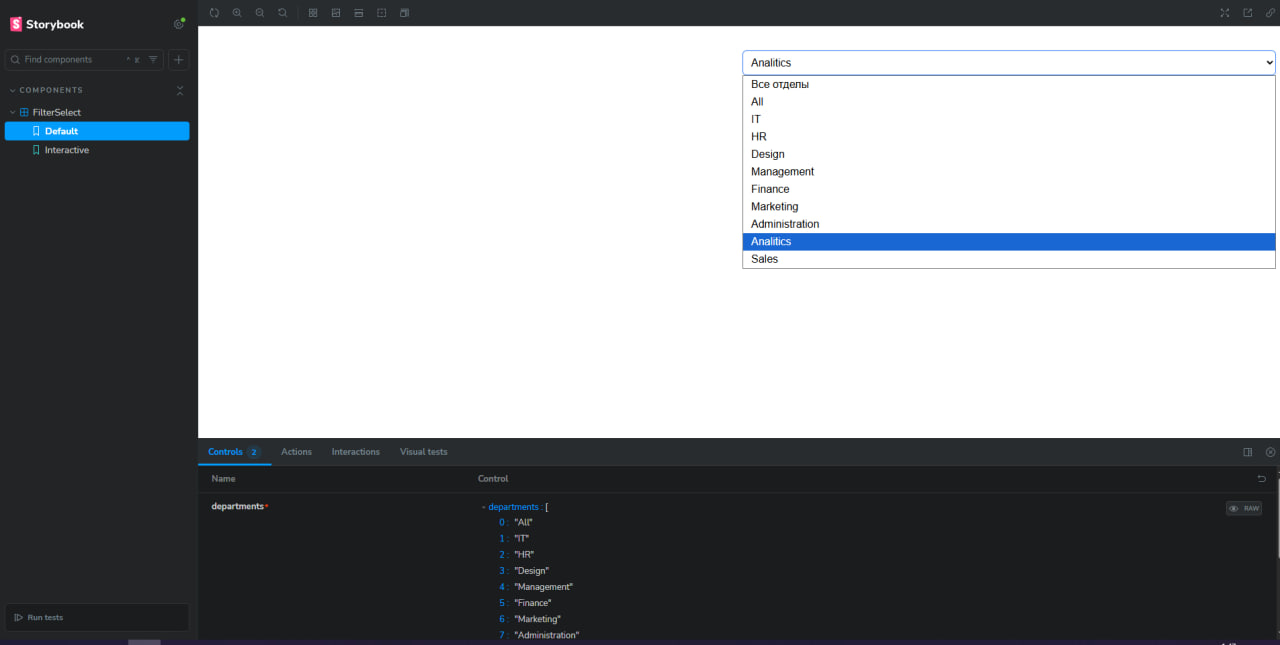 Storybook
Find components
^ K
COMPONENTS
FilterSelect
Default
Interactive
Run tests
Analitics
Все отделы
All
IT
HR
Design
Management
Finance
Marketing
Administration
Analitics
Sales
Controls 2 Actions Interactions Visual tests
Name Control
departments* - departments : [
RAW
0 : "All"
1 : "IT"
2 : "HR"
3 : "Design"
4 : "Management"
5 : "Finance"
6 : "Marketing"
7 : "Administration"